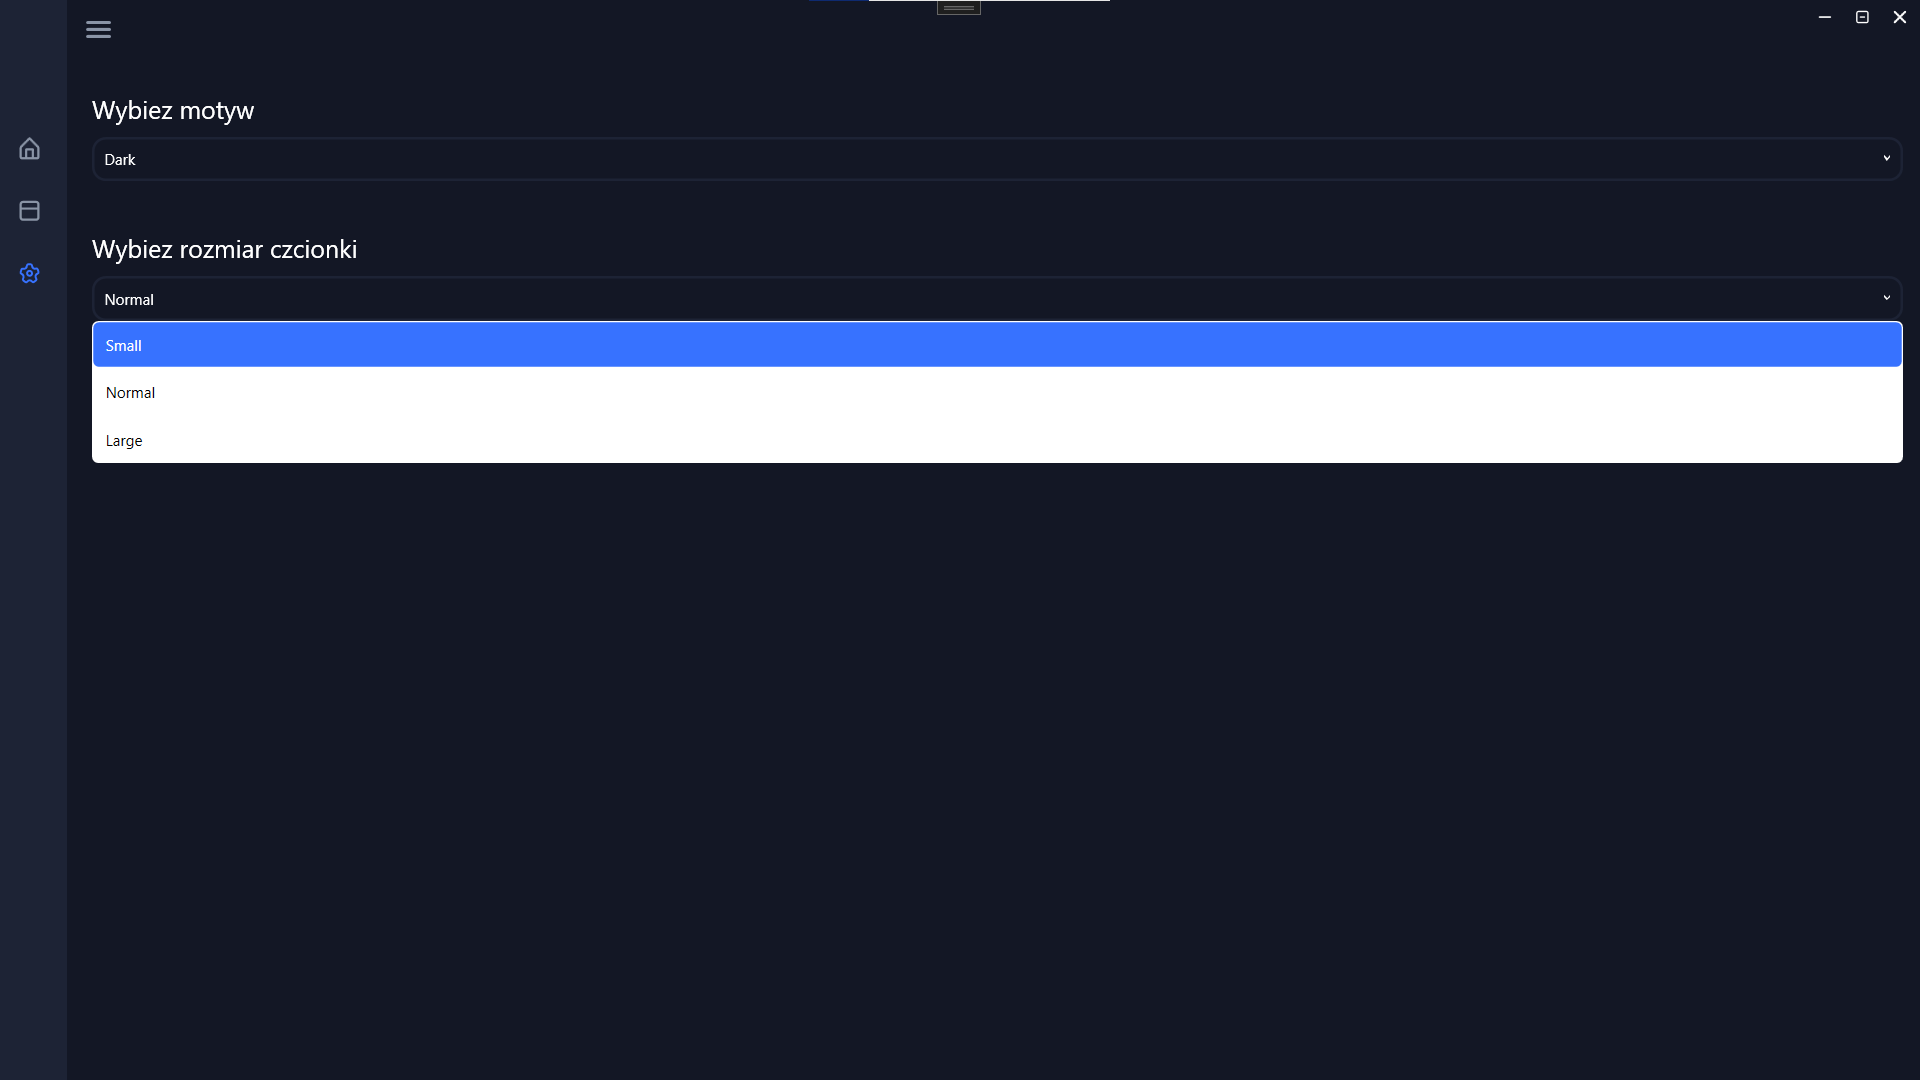 Wybiez motyw
Dark
Wybiez rozmiar czcionki
Normal
Small
Normal
Large